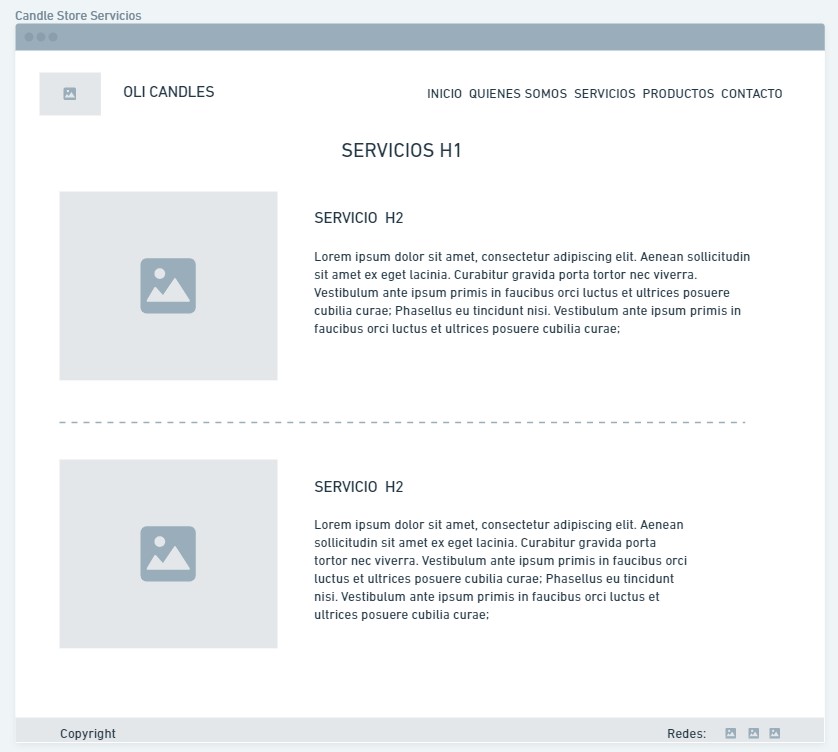 Candle Store Servicios
OLI CANDLES
INICIO QUIENES SOMOS SERVICIOS PRODUCTOS CONTACTO
SERVICIOS H1
SERVICIO H2
Lorem ipsum dolor sit amet, consectetur adipiscing elit. Aenean sollicitudin
sit amet ex eget lacinia. Curabitur gravida porta tortor nec viverra.
Vestibulum ante ipsum primis in faucibus orci luctus et ultrices posuere
cubilia curae; Phasellus eu tincidunt nisi. Vestibulum ante ipsum primis in
faucibus orci luctus et ultrices posuere cubilia curae;
SERVICIO H2
Lorem ipsum dolor sit amet, consectetur adipiscing elit. Aenean
sollicitudin sit amet ex eget lacinia. Curabitur gravida porta
tortor nec viverra. Vestibulum ante ipsum primis in faucibus orci
luctus et ultrices posuere cubilia curae; Phasellus eu tincidunt
nisi. Vestibulum ante ipsum primis in faucibus orci luctus et
ultrices posuere cubilia curae;
Copyright
Redes: